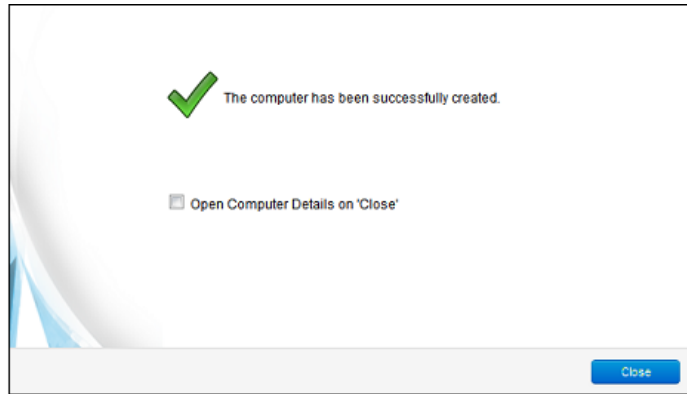 The computer has been successfully created.
Open Computer Details on 'Close'
Close